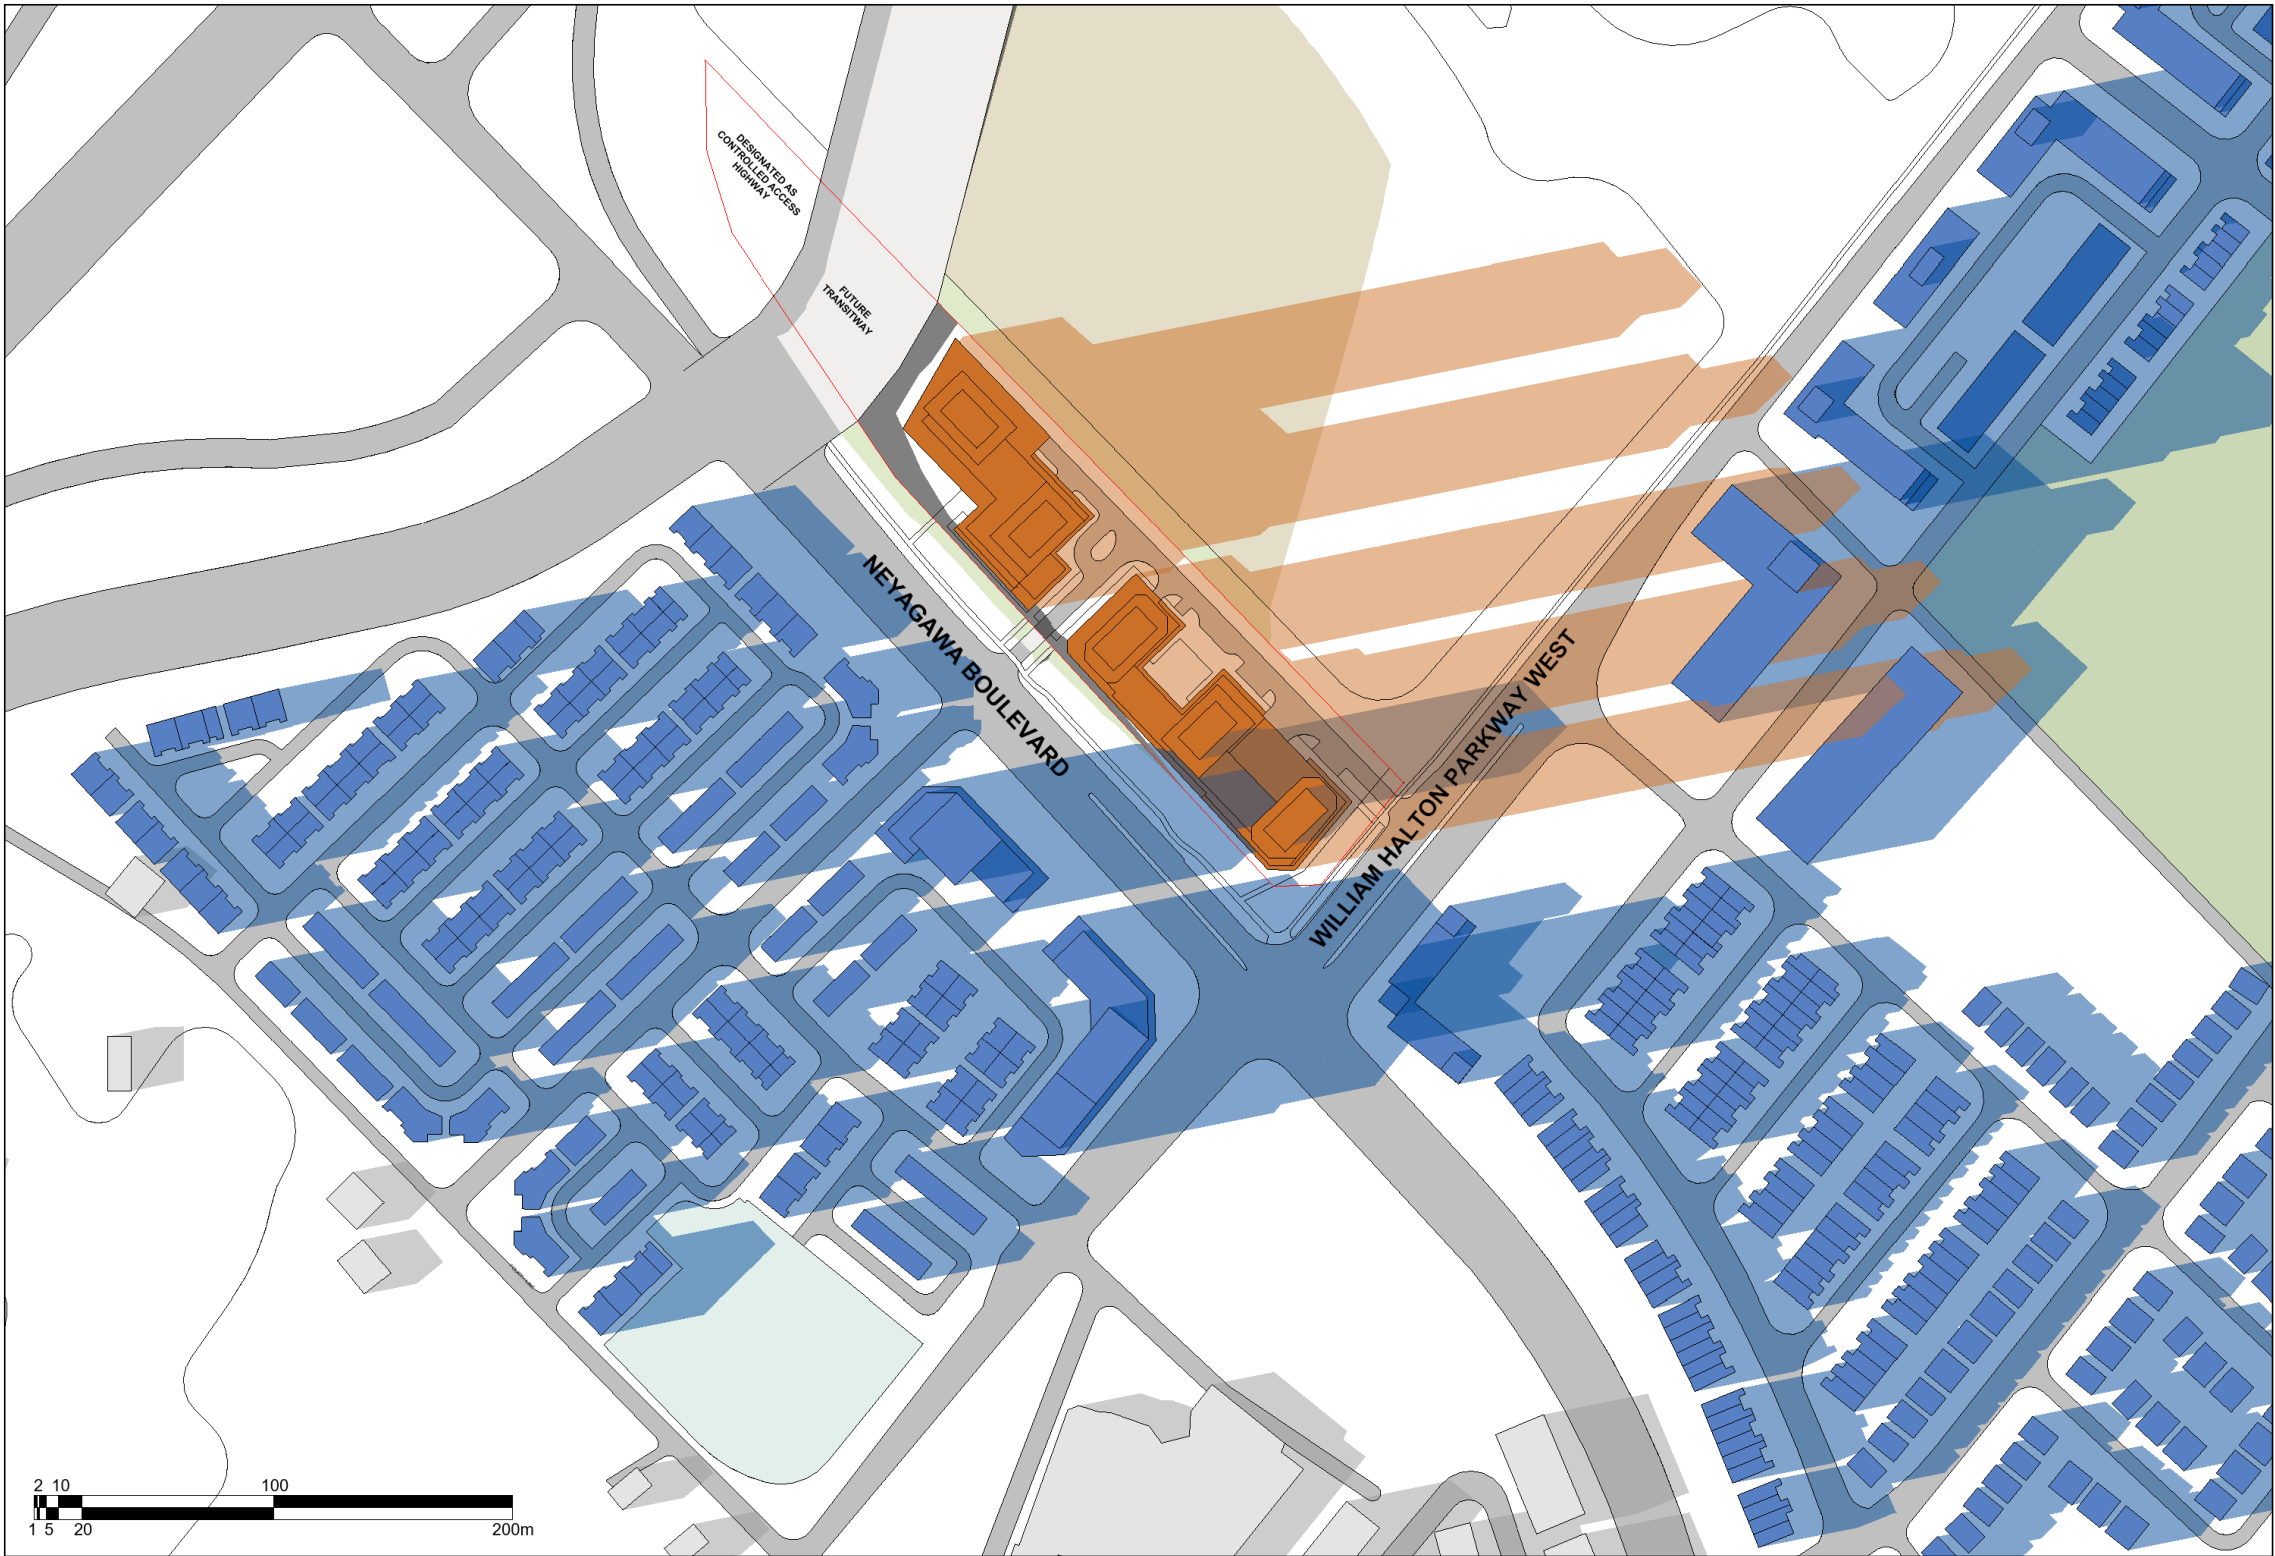 DESIGNATED AS
CONTROLLED ACCESS
HIGHWAY
FUTURE
TRANSITWAY
NEYAGAWA BOULEVARD
WILLIAM HALTON PARKWAY WEST
2 10 100
1 5 20 200m